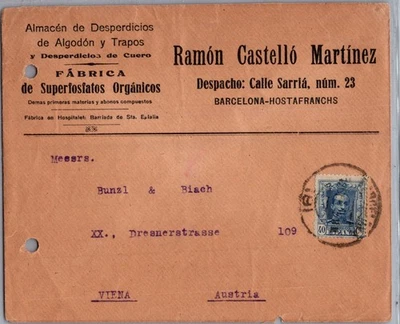 Almacén de Desperdicios
de Algodón y Trapos
y Desperdicios de Cuero
FÁBRICA
de Superfosfatos Orgánicos
Demas primeras materias y abonos compuestos
Fábrica en Hospitalet: Barriada de Sta. Eulalia
Ramón Castelló Martínez
Despacho: Calle Sarriá, núm. 23
BARCELONA-HOSTAFRANCHS
Messrs.
Bunzl & Biach
XX., Dresnerstrasse 109
VIENA Austria
40